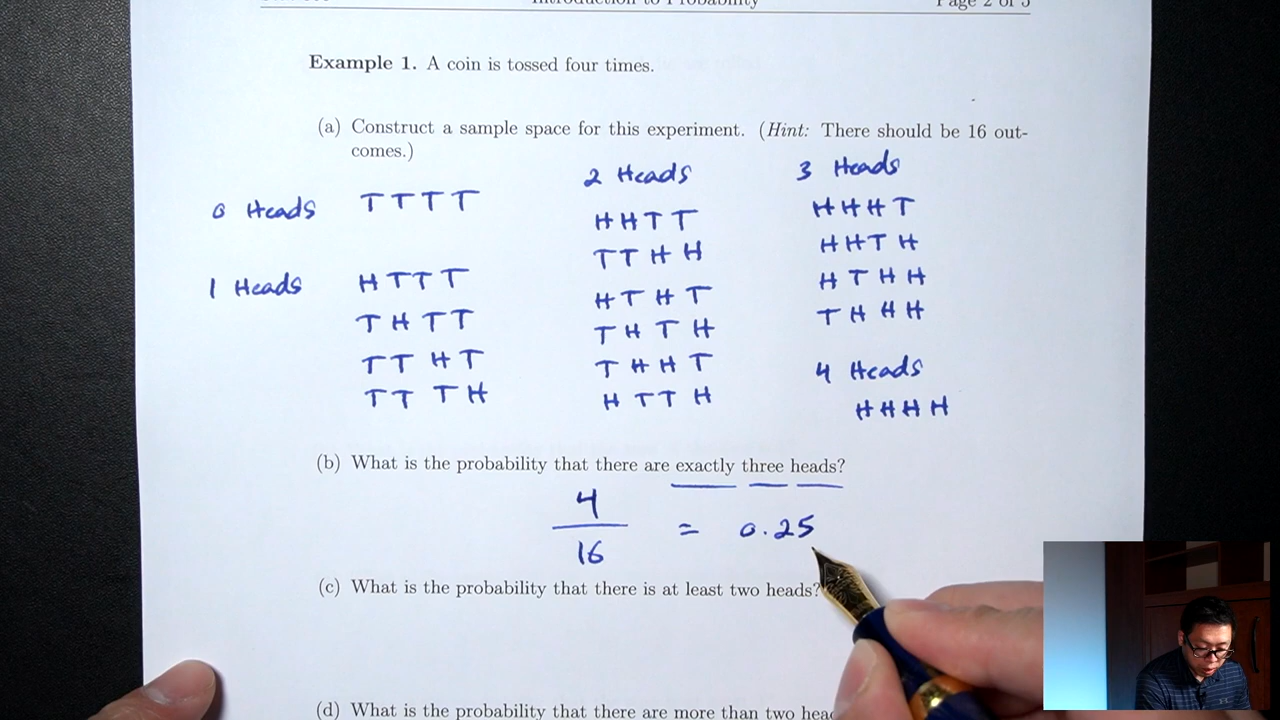 Introduction to Probability Page 2 of 5
Example 1. A coin is tossed four times.
(a) Construct a sample space for this experiment. (Hint: There should be 16 out-
comes.)
0 Heads TTTT
1 Heads HTTT
THTT
TTHT
TTTH
2 Heads
HHTT
TTHH
HTHT
THTH
THHT
HTTH
3 Heads
HHHT
HHTH
HTHH
THHH
4 Heads
HHHH
(b) What is the probability that there are exactly three heads?
4
16
= 0.25
(c) What is the probability that there is at least two heads?
(d) What is the probability that there are more than two